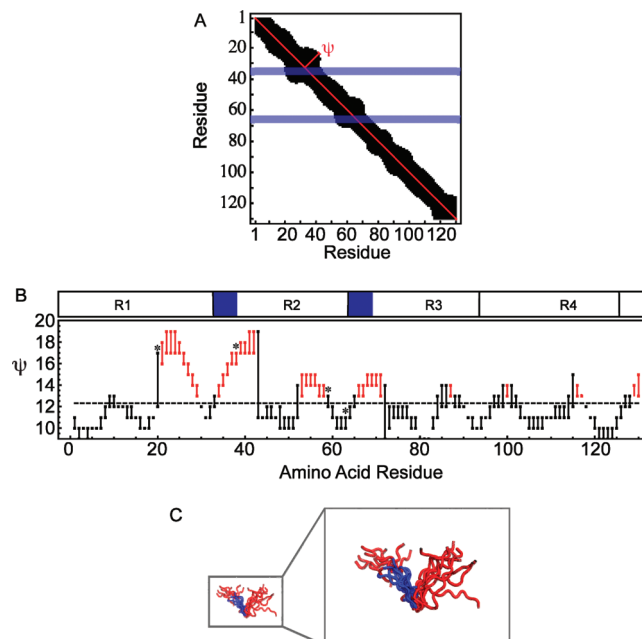 A
1
20
40
60
80
100
120
Residue
ψ
1 20 40 60 80 100 120
Residue
B
R1 R2 R3 R4
20
18
16
14
12
10
ψ
* * * *
0 20 40 60 80 100 120
Amino Acid Residue
C